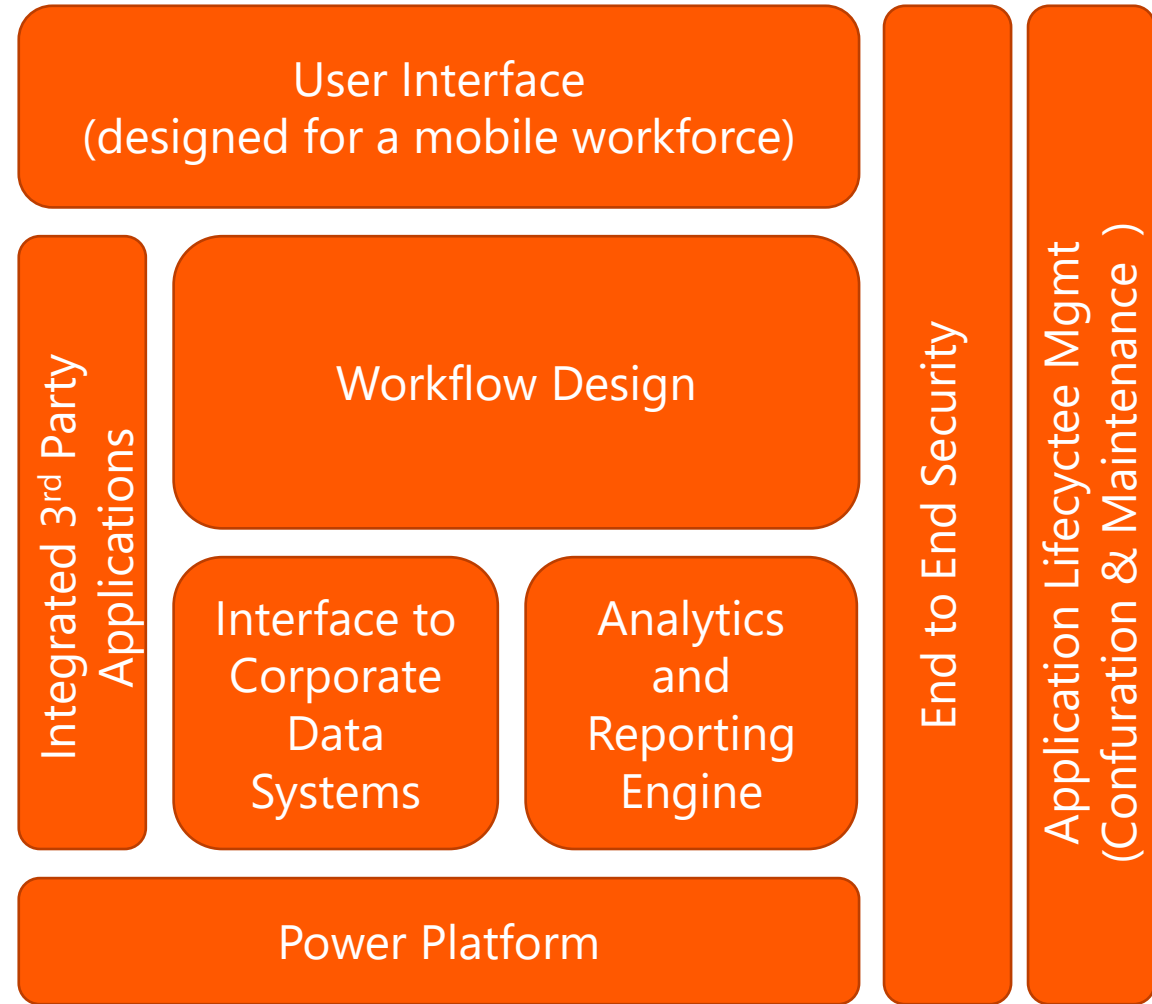 User Interface
(designed for a mobile workforce)
Integrated 3rd Party
Applications
Workflow Design
Interface to
Corporate
Data
Systems
Analytics
and
Reporting
Engine
Power Platform
End to End Security
Application Lifecyctee Mgmt
(Confuration & Maintenance  )